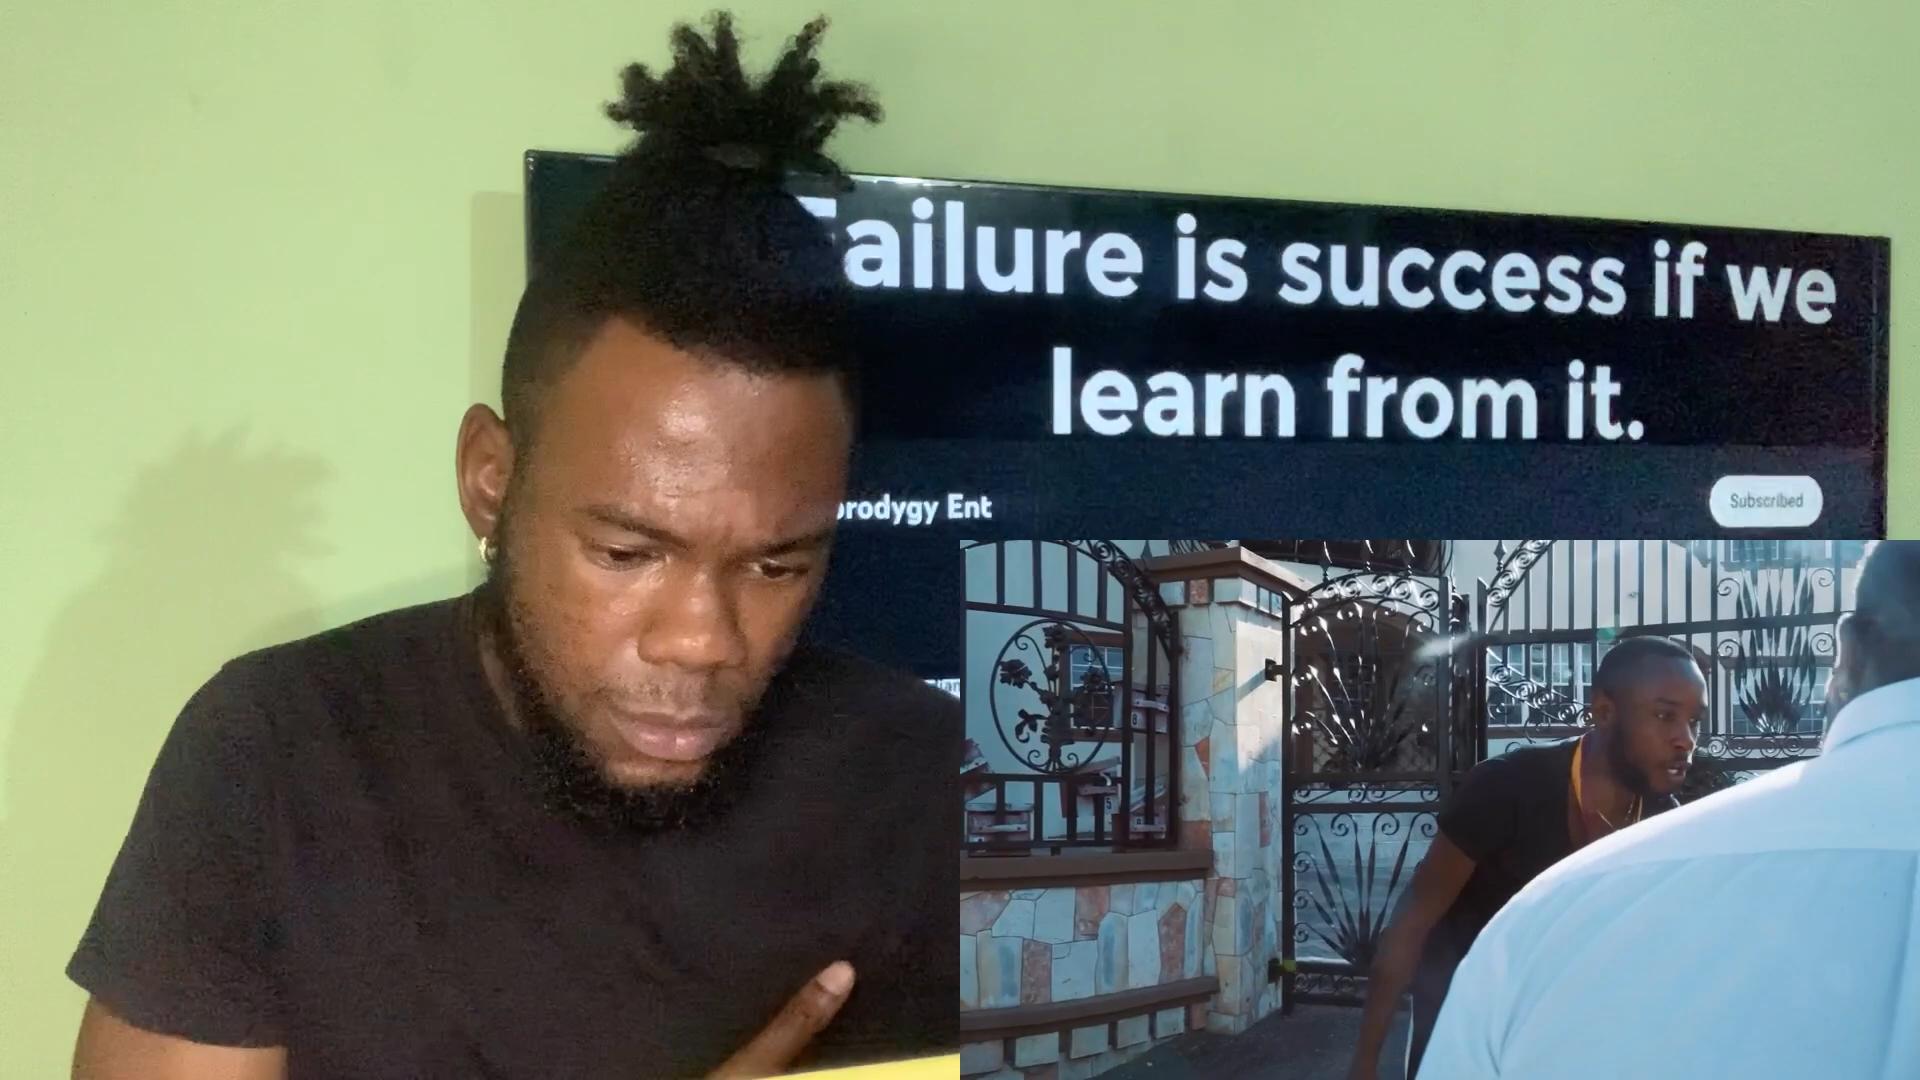 Failure is success if we
learn from it.
prodygy Ent
Subscribed